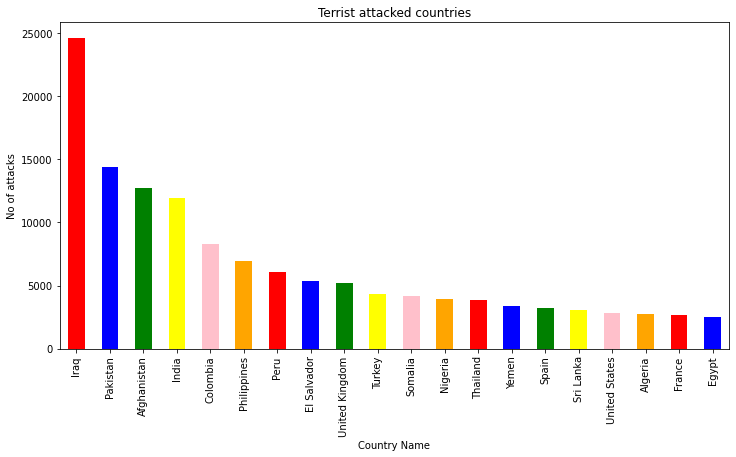 Terrist attacked countries
25000
20000
15000
10000
5000
0
No of attacks
Iraq
Pakistan
Afghanistan
India
Colombia
Philippines
Peru
El Salvador
United Kingdom
Turkey
Somalia
Nigeria
Thailand
Yemen
Spain
Sri Lanka
United States
Algeria
France
Egypt
Country Name